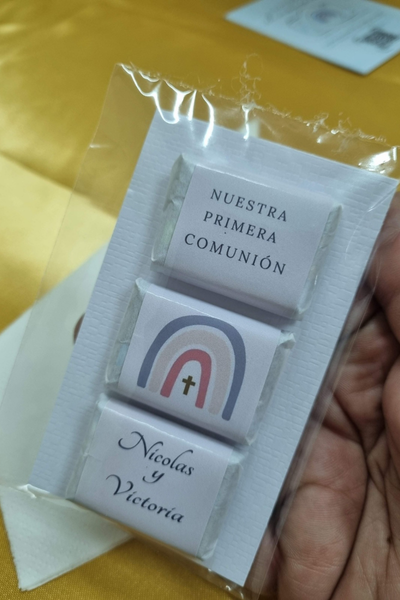 NUESTRA
PRIMERA
COMUNIÓN
Nicolas
y
Victoria